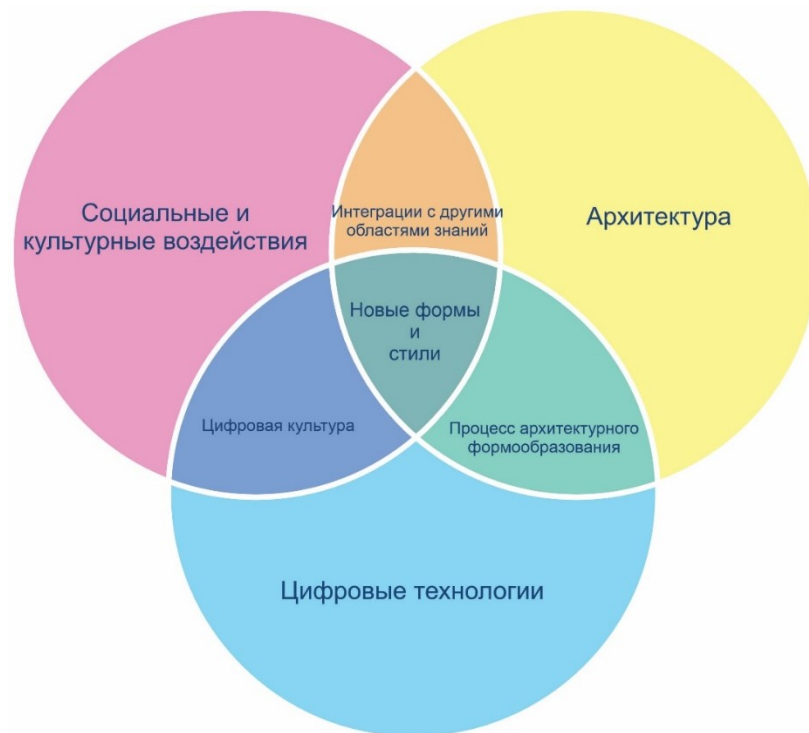 Социальные и
культурные воздействия
Интеграции с другими
областями знаний
Архитектура
Новые формы
и
стили
Цифровая культура
Процесс архитектурного
формообразования
Цифровые технологии